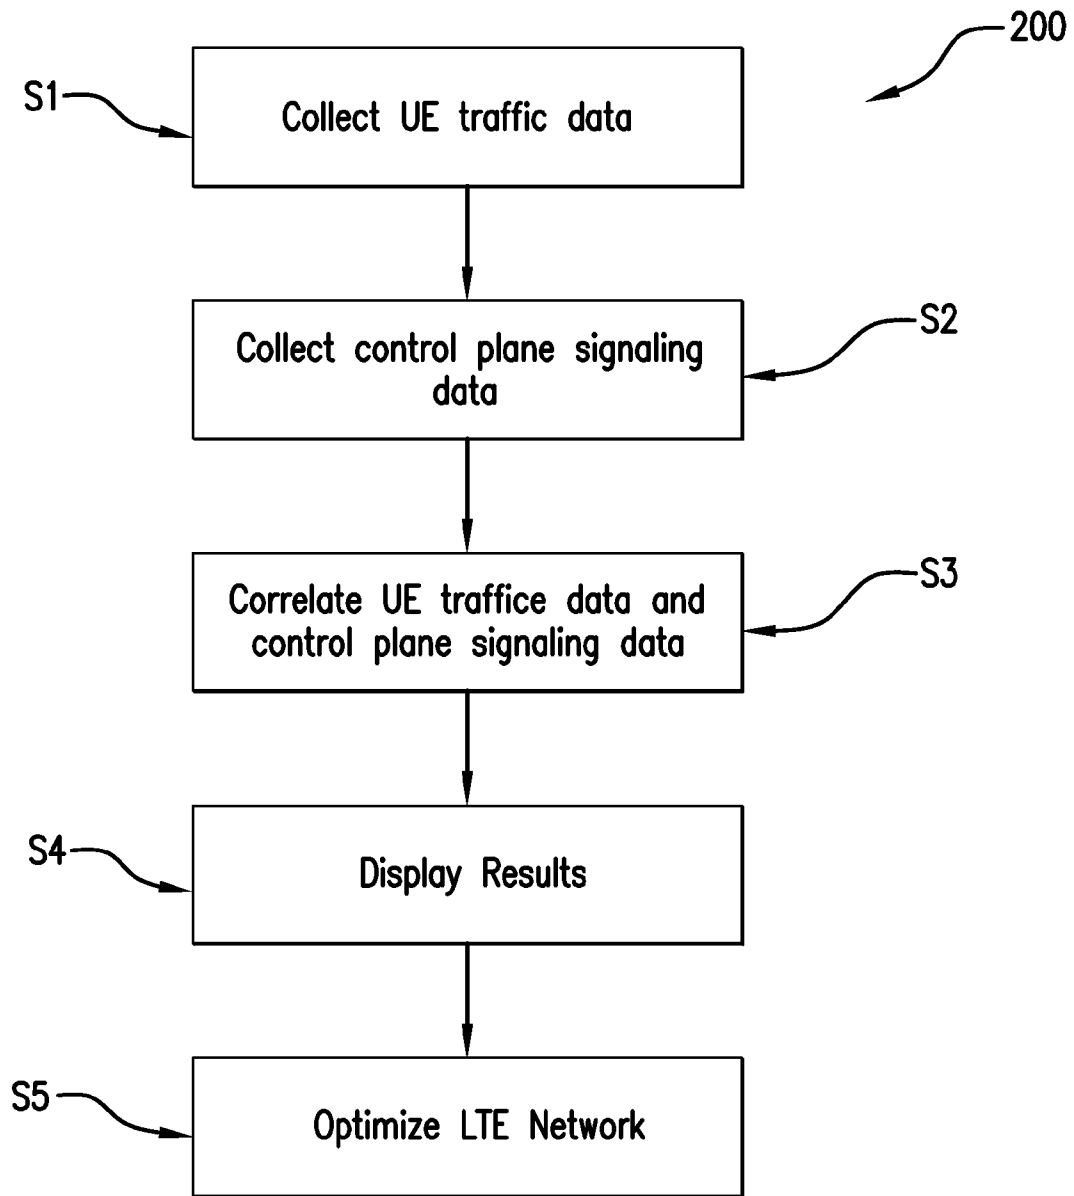 200
S1
Collect UE traffic data
S2
Collect control plane signaling
data
S3
Correlate UE traffice data and
control plane signaling data
S4
Display Results
S5
Optimize LTE Network